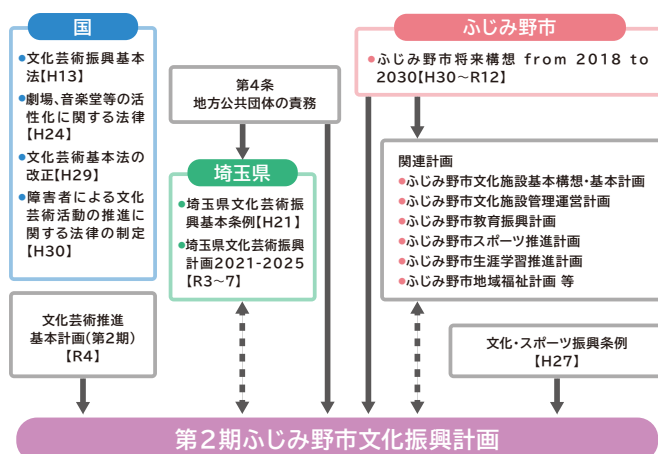 国
●文化芸術振興基本
法【H13】
●劇場、音楽堂等の活
性化に関する法律
【H24】
●文化芸術基本法の
改正【H29】
●障害者による文化
芸術活動の推進に
関する法律の制定
【H30】
文化芸術推進
基本計画(第2期)
【R4】
第4条
地方公共団体の責務
埼玉県
●埼玉県文化芸術振
興基本条例【H21】
●埼玉県文化芸術振興
計画2021-2025
【R3～7】
ふじみ野市
●ふじみ野市将来構想 from 2018 to
2030【H30～R12】
関連計画
●ふじみ野市文化施設基本構想・基本計画
●ふじみ野市文化施設管理運営計画
●ふじみ野市教育振興計画
●ふじみ野市スポーツ推進計画
●ふじみ野市生涯学習推進計画
●ふじみ野市地域福祉計画 等
文化・スポーツ振興条例
【H27】
第2期ふじみ野市文化振興計画